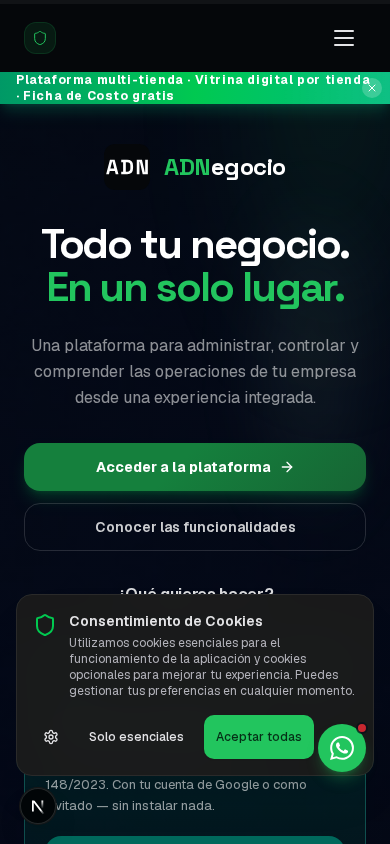 Plataforma multi-tienda · Vitrina digital por tienda
· Ficha de Costo gratis
ADN ADNegocio
Todo tu negocio.
En un solo lugar.
Una plataforma para administrar, controlar y
comprender las operaciones de tu empresa
desde una experiencia integrada.
Acceder a la plataforma →
Conocer las funcionalidades
¿Qué quieres hacer?
Consentimiento de Cookies
Utilizamos cookies esenciales para el
funcionamiento de la aplicación y cookies
opcionales para mejorar tu experiencia. Puedes
gestionar tus preferencias en cualquier momento.
Solo esenciales
Aceptar todas
148/2023. Con tu cuenta de Google o como
invitado — sin instalar nada.
N